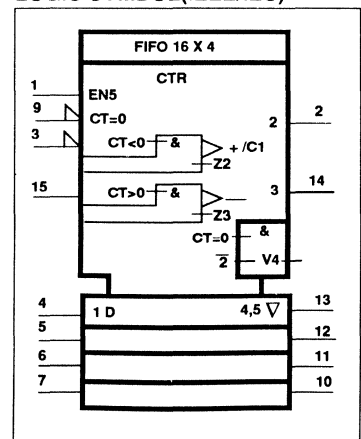 LOGIC SYMBOL(IEEE/IEC)
FIFO 16 X 4
CTR
1
EN5
9
CT=0
3
CT<0
&
+ /C1
Z2
2
2
15
CT>0
&
—
Z3
3
14
CT=0
&
2
V4
4
1 D
4,5 ▽
13
5
12
6
11
7
10